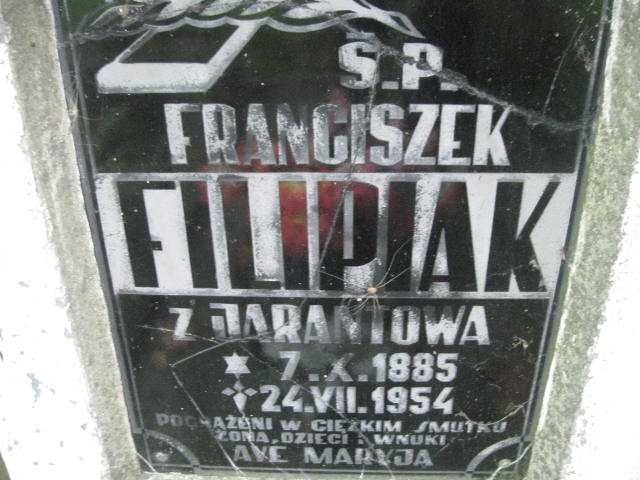 Ś.P.
FRANCISZEK
FILIPIAK
Z JARANTOWA
7.X.1885
24.VII.1954
POGRĄŻENI W CIĘŻKIM SMUTKU
ŻONA, DZIECI I WNUKI
AVE MARYJA